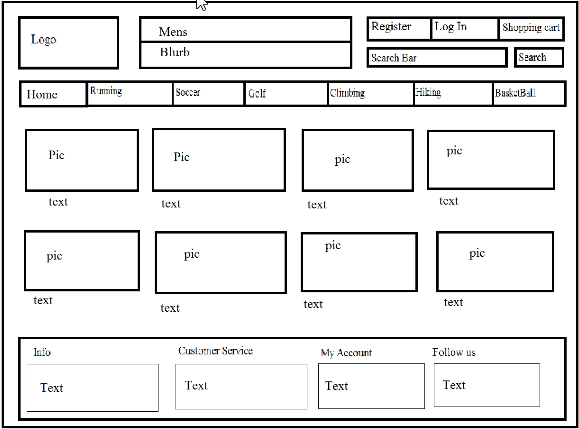 Logo
Mens
Blurb
Register
Log In
Shopping cart
Search Bar
Search
Home
Running
Soccer
Golf
Climbing
Hiking
BasketBall
Pic
Pic
pic
pic
text
text
text
text
pic
pic
pic
pic
text
text
text
text
Info
Customer Service
My Account
Follow us
Text
Text
Text
Text